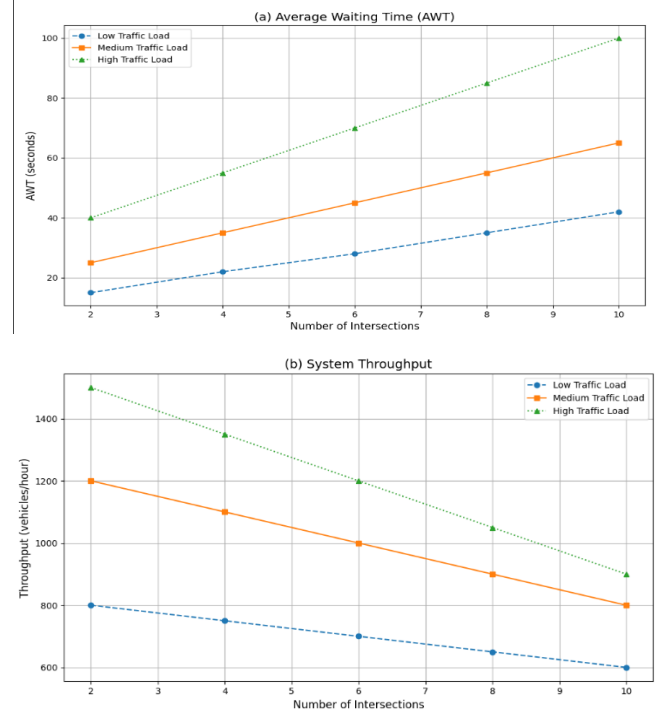 (a) Average Waiting Time (AWT)
Low Traffic Load
Medium Traffic Load
High Traffic Load
100
80
60
40
20
AWT (seconds)
2 3 4 5 6 7 8 9 10
Number of Intersections
(b) System Throughput
Low Traffic Load
Medium Traffic Load
High Traffic Load
1400
1200
1000
800
600
Throughput (vehicles/hour)
2 3 4 5 6 7 8 9 10
Number of Intersections